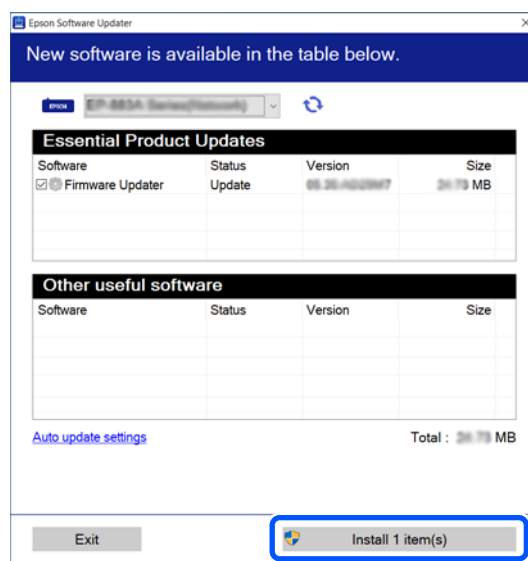 Epson Software Updater
New software is available in the table below.
EPSON
Essential Product Updates
Software Status Version Size
Firmware Updater Update MB
Other useful software
Software Status Version Size
Auto update settings Total : MB
Exit Install 1 item(s)